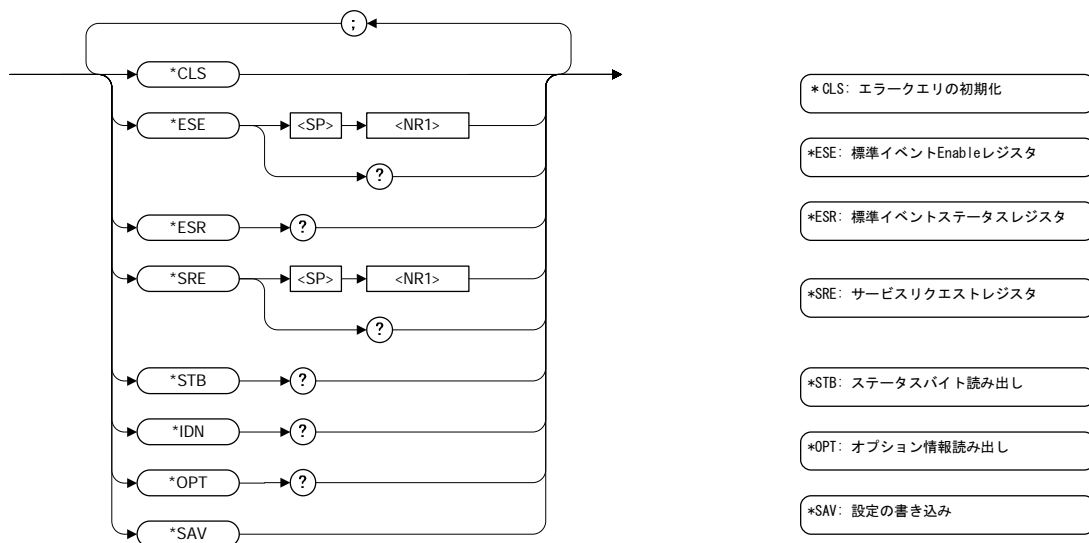 ;
*CLS
*ESE <SP> <NR1>
?
*ESR ?
*SRE <SP> <NR1>
?
*STB ?
*IDN ?
*OPT ?
*SAV
*CLS: エラークエリの初期化
*ESE: 標準イベントEnableレジスタ
*ESR: 標準イベントステータスレジスタ
*SRE: サービスリクエストレジスタ
*STB: ステータスバイト読み出し
*OPT: オプション情報読み出し
*SAV: 設定の書き込み